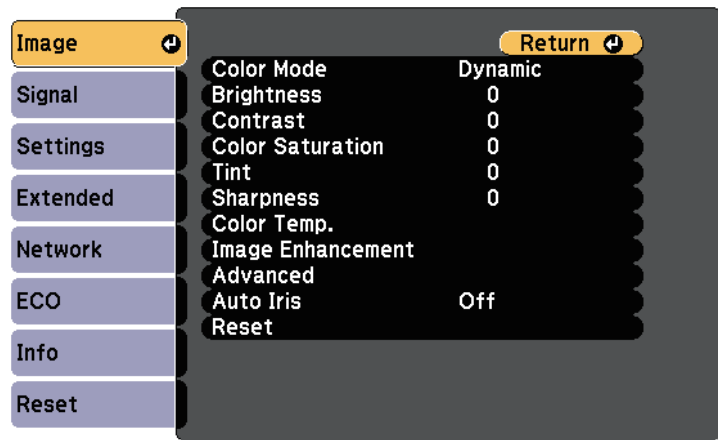 Image
Signal
Settings
Extended
Network
ECO
Info
Reset
Return
Color Mode Dynamic
Brightness 0
Contrast 0
Color Saturation 0
Tint 0
Sharpness 0
Color Temp.
Image Enhancement
Advanced
Auto Iris Off
Reset